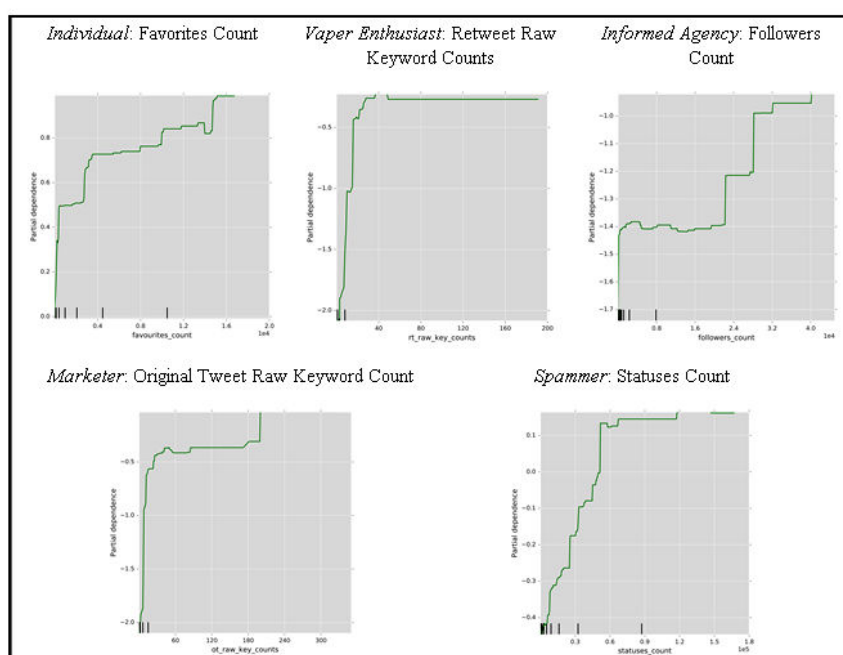 Individual: Favorites Count
Vaper Enthusiast: Retweet Raw
Keyword Counts
Informed Agency: Followers
Count
Partial dependence
0.8
0.6
0.4
0.2
0.0
0.4
0.8
1.2
1.6
2.0
1e4
favourites_count
Partial dependence
−0.5
−1.0
−1.5
−2.0
40
80
120
160
200
rt_raw_key_counts
Partial dependence
−1.0
−1.1
−1.2
−1.3
−1.4
−1.5
−1.6
−1.7
0.8
1.6
2.4
3.2
4.0
1e4
followers_count
Marketer: Original Tweet Raw Keyword Count
Spammer: Statuses Count
Partial dependence
−0.5
−1.0
−1.5
−2.0
60
120
180
240
300
ot_raw_key_counts
Partial dependence
0.1
0.0
−0.1
−0.2
−0.3
−0.4
0.3
0.6
0.9
1.2
1.5
1.8
1e5
statuses_count